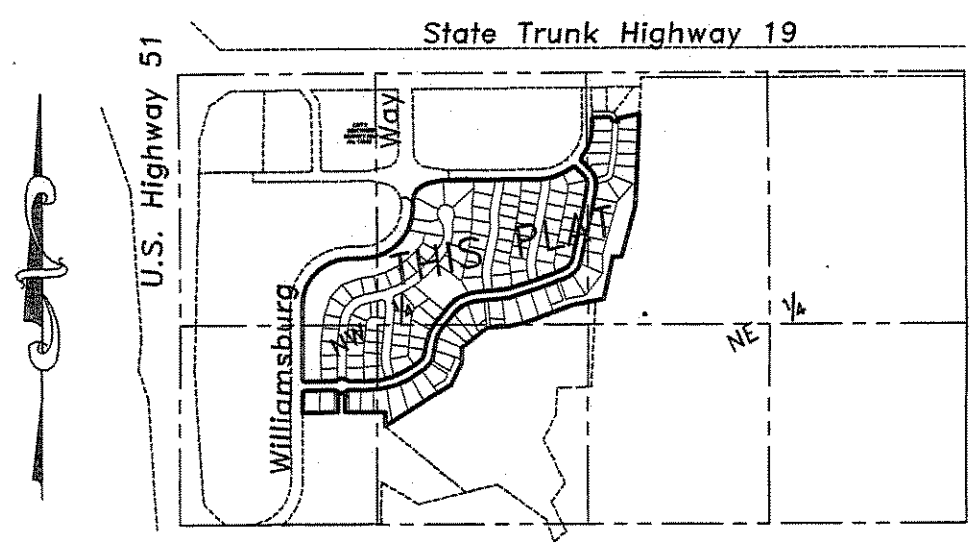 State Trunk Highway 19
U.S. Highway 51
Way
THIS PLAT
Williamsburg
NW 1/4
NE 1/4